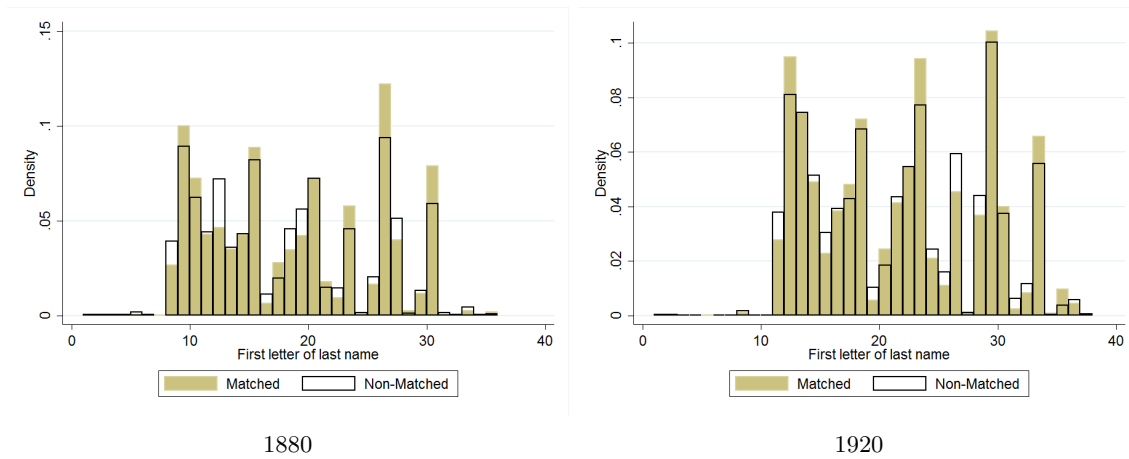 .15
.1
.05
0
Density
0 10 20 30 40
First letter of last name
Matched Non-Matched
1880
.1
.08
.06
.04
.02
0
Density
0 10 20 30 40
First letter of last name
Matched Non-Matched
1920